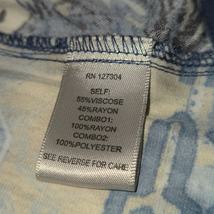 RN 127304
SELF:
55%VISCOSE
45%RAYON
COMBO1:
100%RAYON
COMBO2:
100%POLYESTER
SEE REVERSE FOR CARE